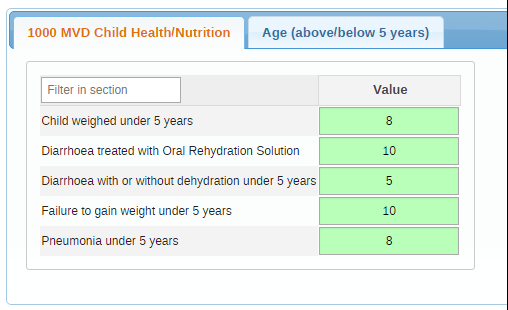 1000 MVD Child Health/Nutrition Age (above/below 5 years)
Filter in section Value
Child weighed under 5 years 8
Diarrhoea treated with Oral Rehydration Solution 10
Diarrhoea with or without dehydration under 5 years 5
Failure to gain weight under 5 years 10
Pneumonia under 5 years 8